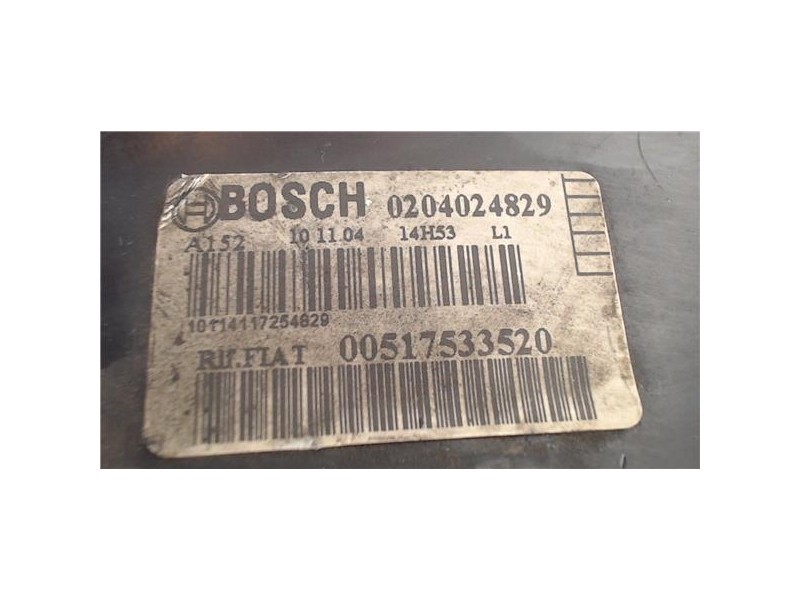 BOSCH 0204024829
A152 10 11.04 14H53 L1
10114117254829
Rif.FIAT 00517533520